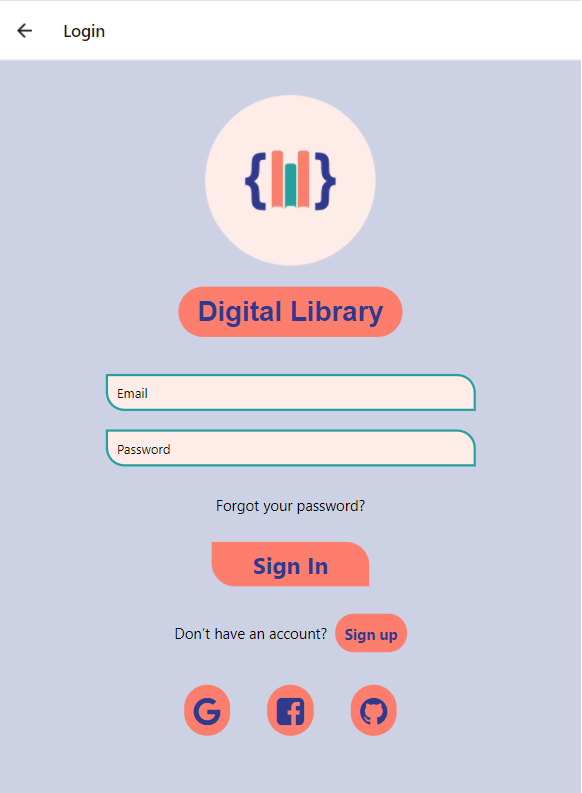 Login
Digital Library
Email
Password
Forgot your password?
Sign In
Don't have an account? Sign up